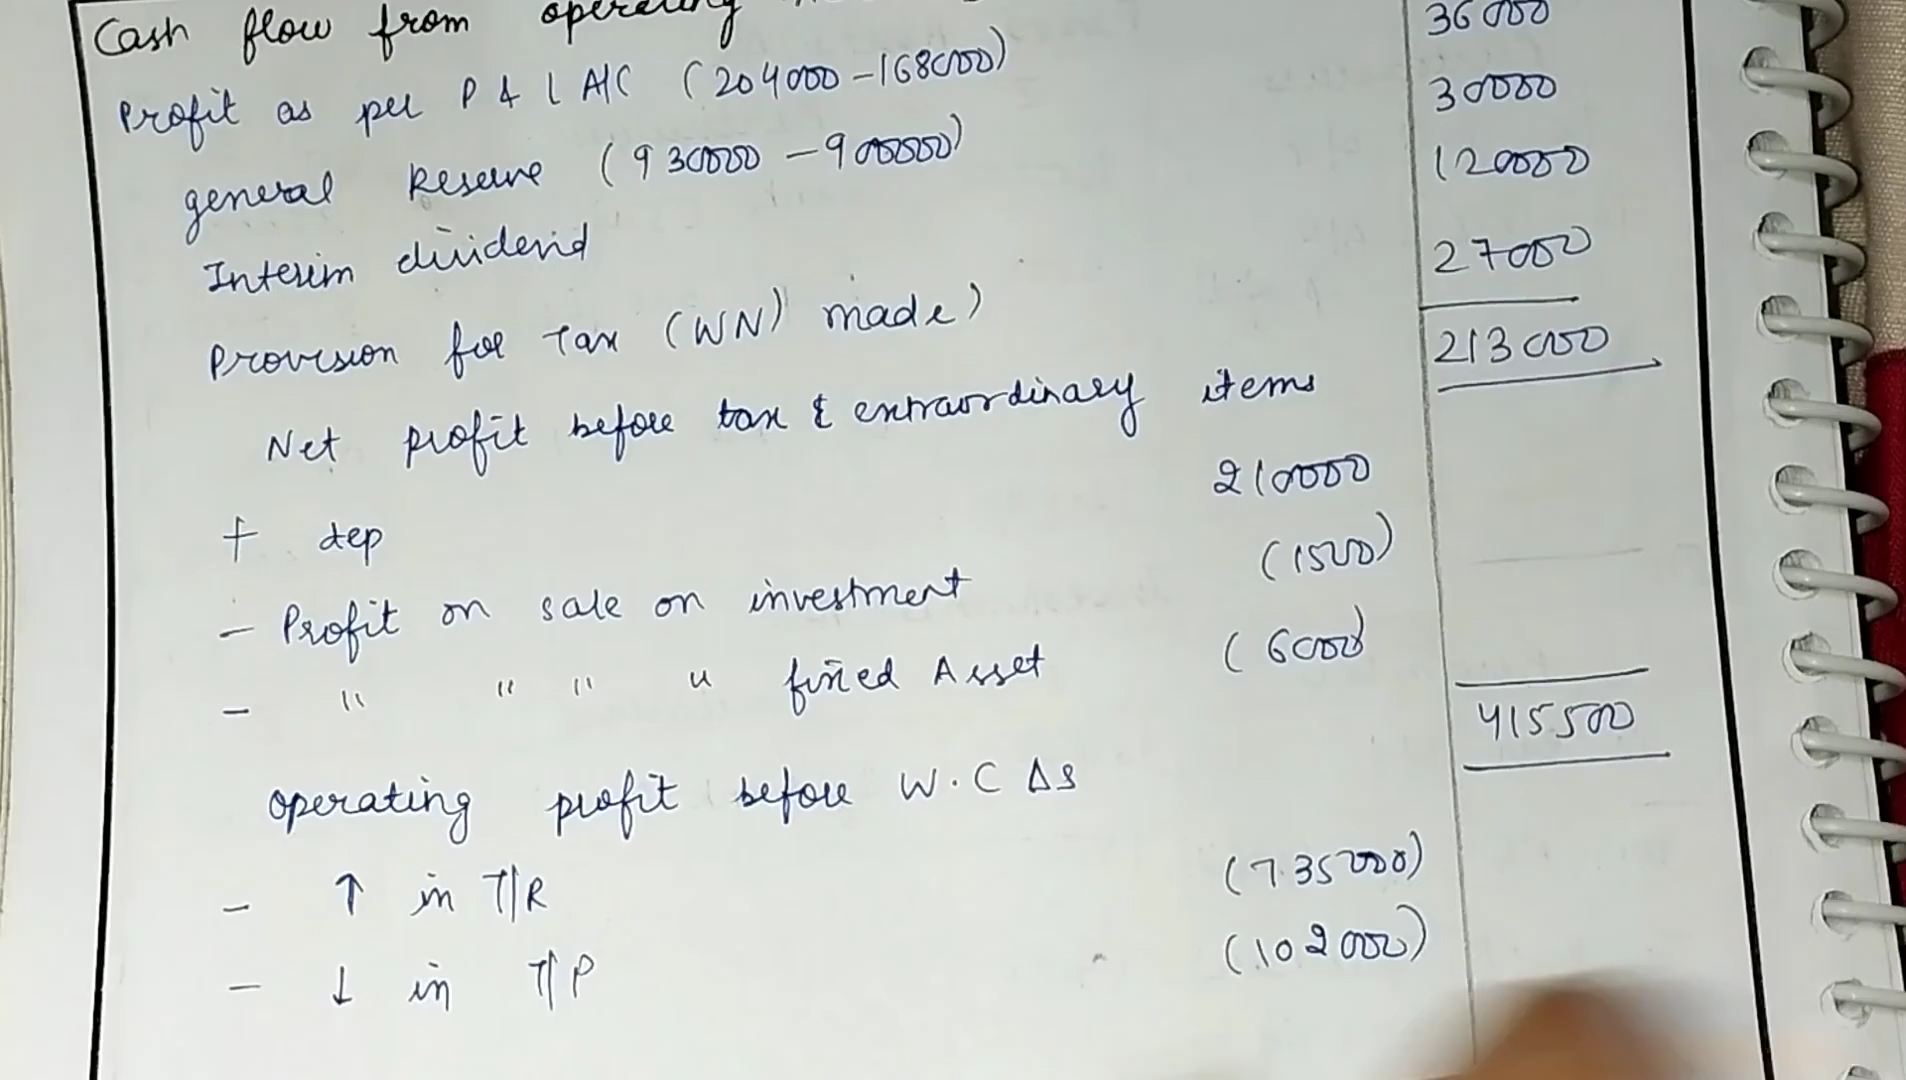 Cash flow from operating
Profit as per P & L A/C (204000 - 168000) 36000
general Reserve (930000 - 900000) 30000
Interim dividend 120000
Provision for Tax (WN) made) 27000
Net profit before tax & extraordinary items 213000
+ dep 210000
- Profit on sale on investment (1500)
- " " " " fixed Asset (6000)
operating profit before W.C Δs 415500
- ↑ in T/R (735000)
- ↓ in T/P (102000)